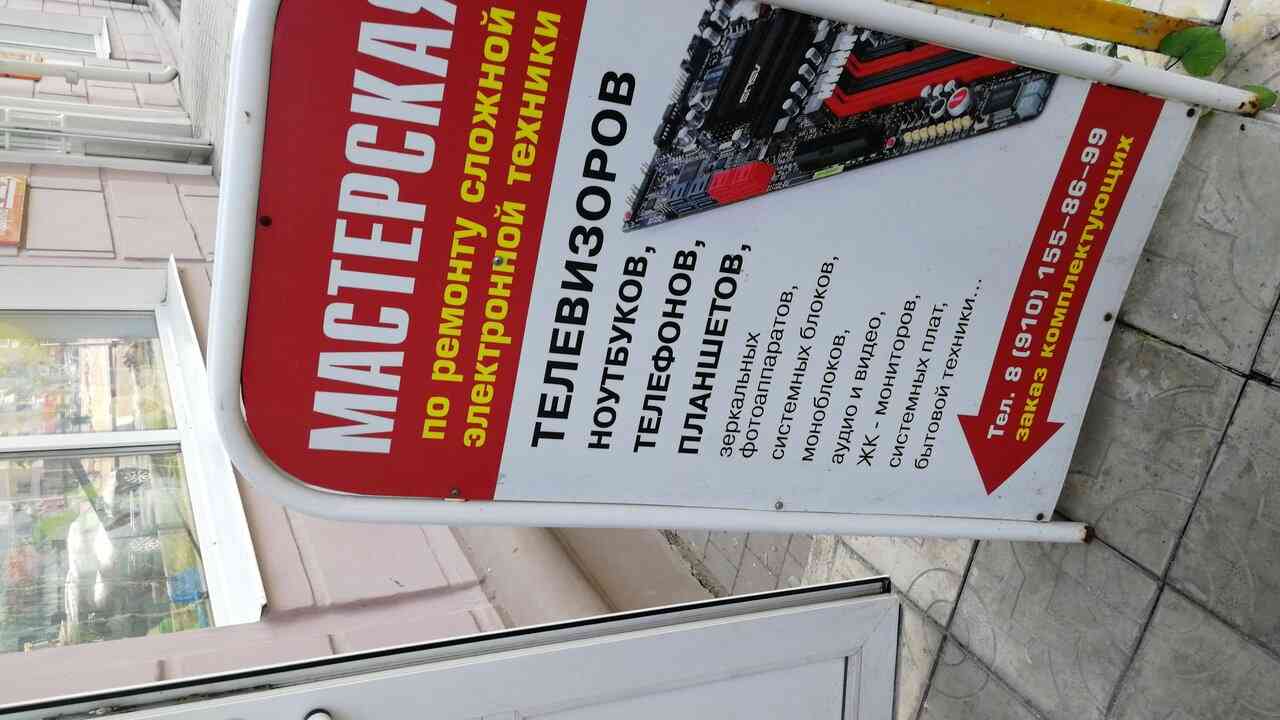 МАСТЕРСКАЯ
по ремонту сложной
электронной техники
ТЕЛЕВИЗОРОВ
НОУТБУКОВ,
ТЕЛЕФОНОВ,
ПЛАНШЕТОВ,
зеркальных
фотоаппаратов,
системных блоков,
моноблоков,
аудио и видео,
ЖК - мониторов,
системных плат,
бытовой техники...
ASUS
Тел. 8 (910) 155-86-99
заказ комплектующих